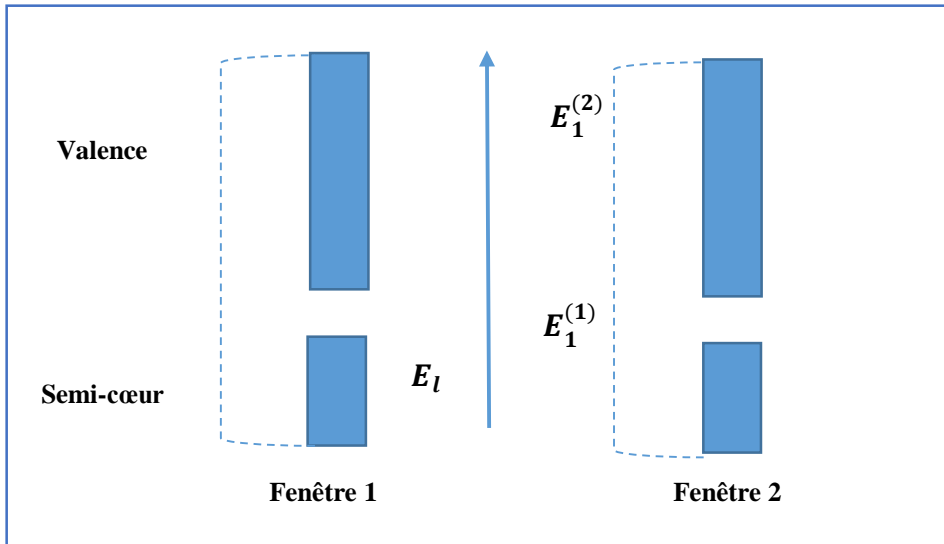 Valence
Semi-cœur
E_l
E_1^{(2)}
E_1^{(1)}
Fenêtre 1
Fenêtre 2